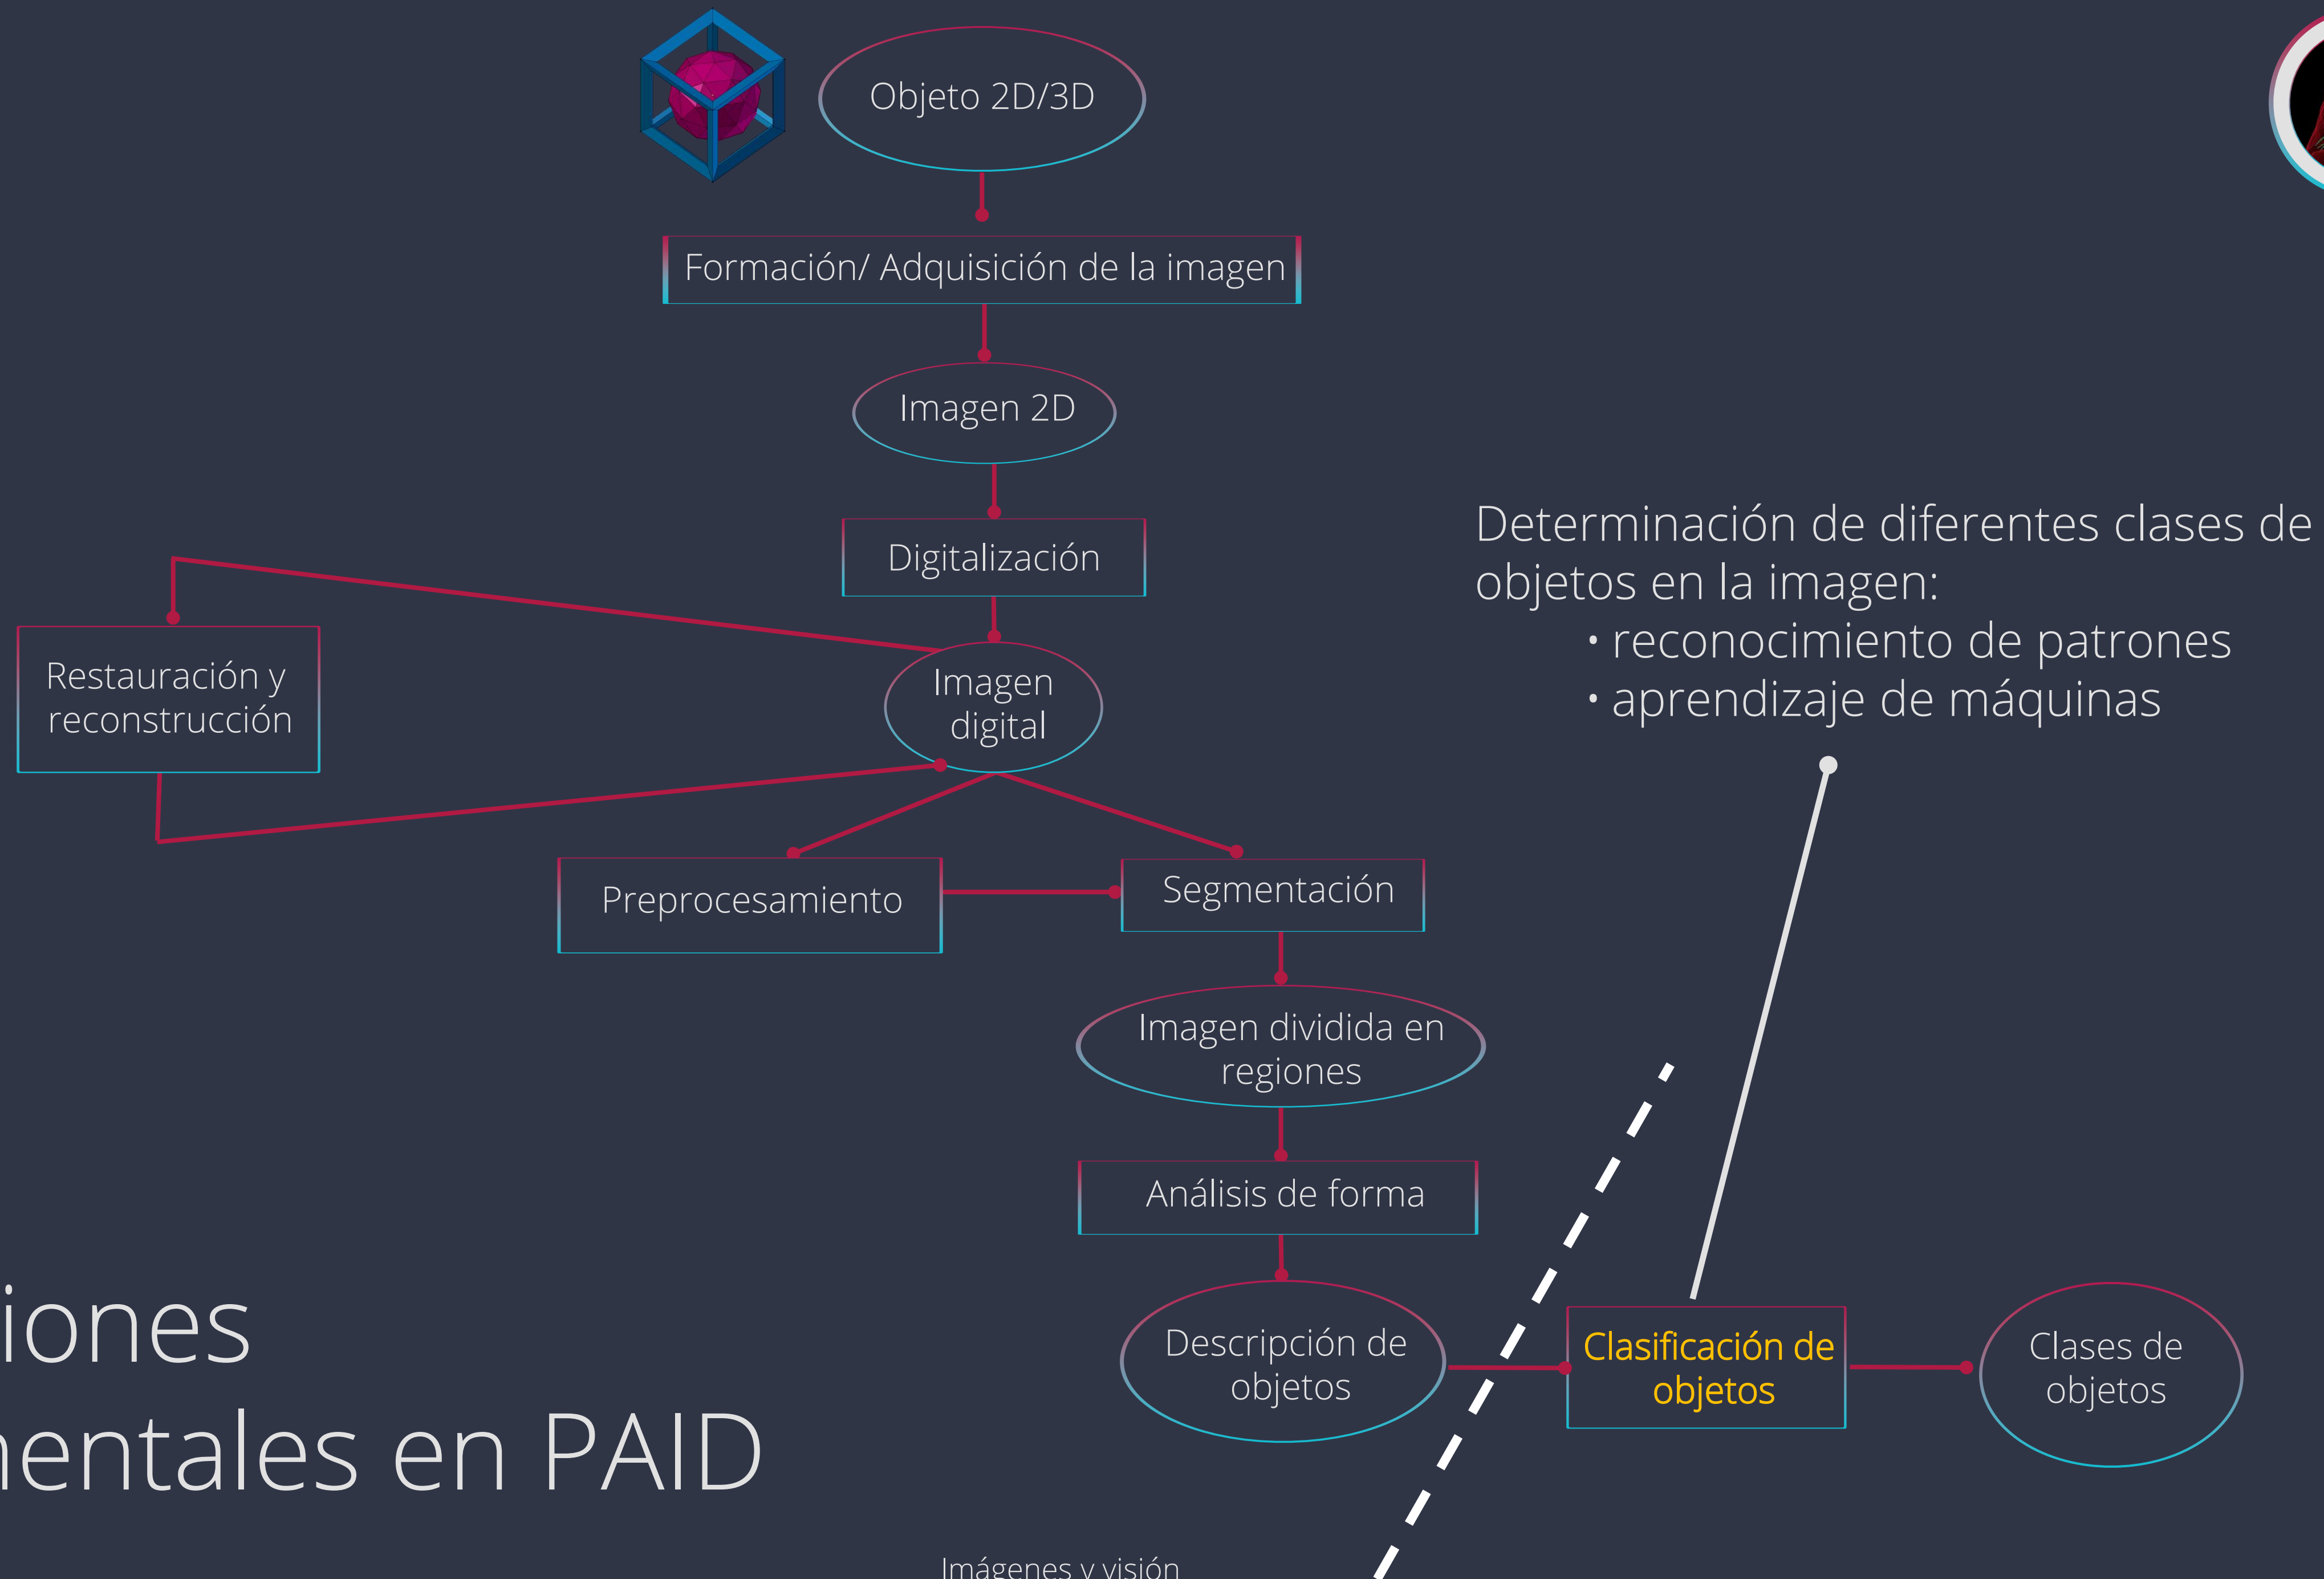 Objeto 2D/3D
Formación/ Adquisición de la imagen
Imagen 2D
Digitalización
Determinación de diferentes clases de
objetos en la imagen:
• reconocimiento de patrones
• aprendizaje de máquinas
Restauración y
reconstrucción
Imagen
digital
Preprocesamiento
Segmentación
Imagen dividida en
regiones
Análisis de forma
Descripción de
objetos
Clasificación de
objetos
Clases de
objetos
iones
mentales en PAID
Imágenes y visión